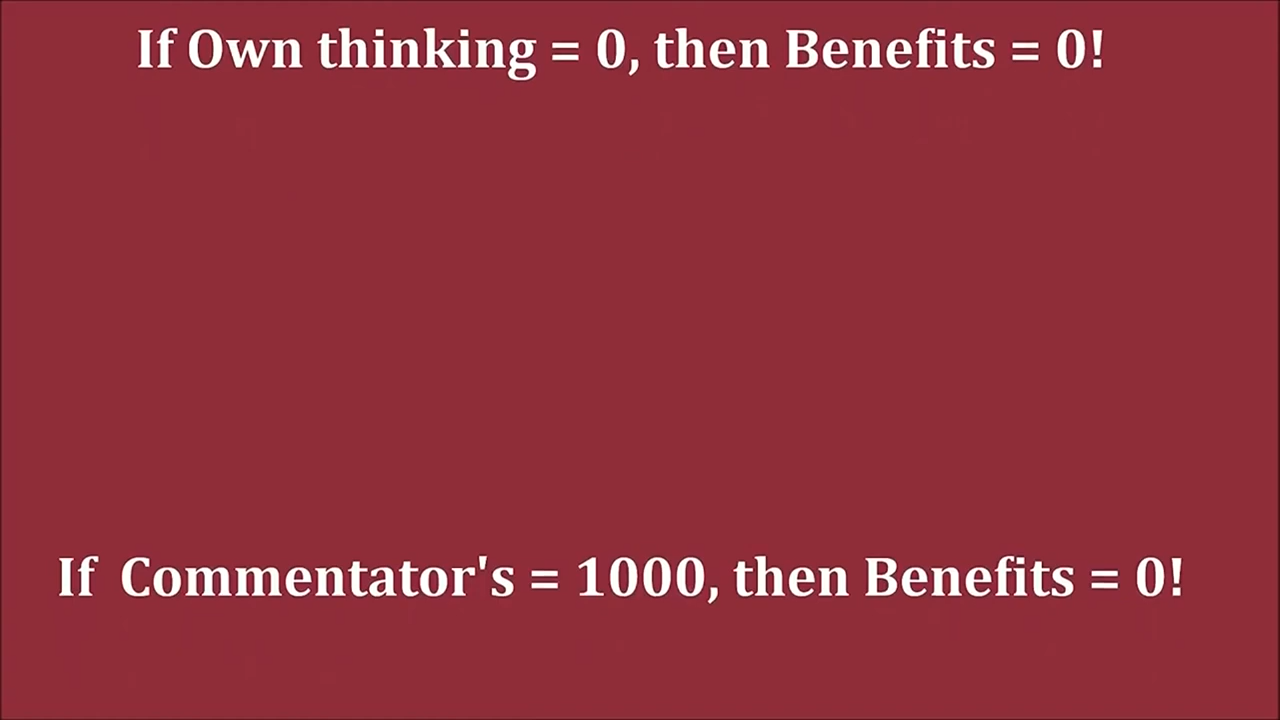 If Own thinking = 0, then Benefits = 0!
If Commentator's = 1000, then Benefits = 0!